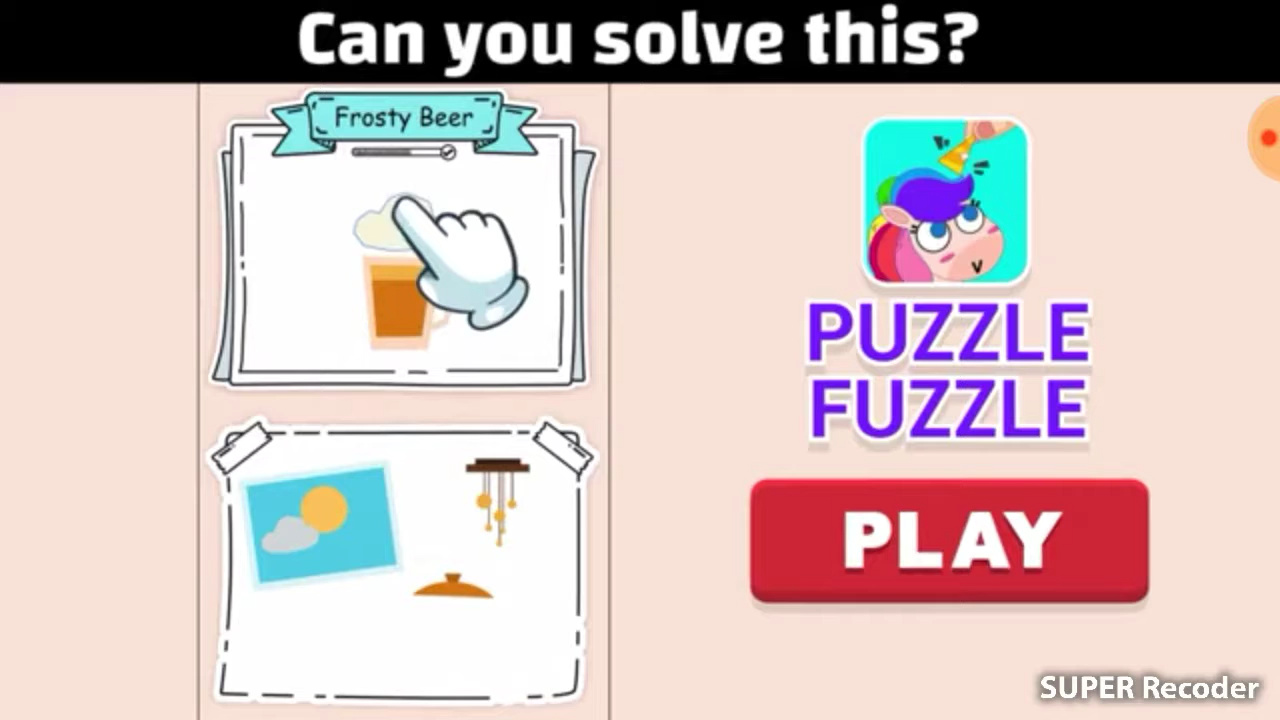 Can you solve this?
Frosty Beer
PUZZLE
FUZZLE
PLAY
SUPER Recoder